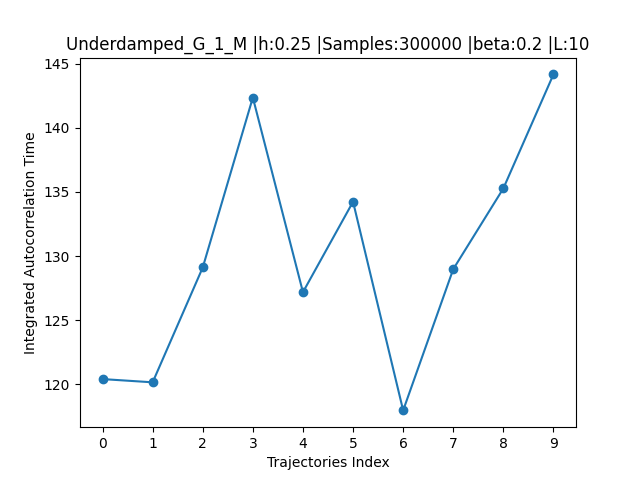 Underdamped_G_1_M |h:0.25 |Samples:300000 |beta:0.2 |L:10
145
140
135
130
125
120
Integrated Autocorrelation Time
0 1 2 3 4 5 6 7 8 9
Trajectories Index